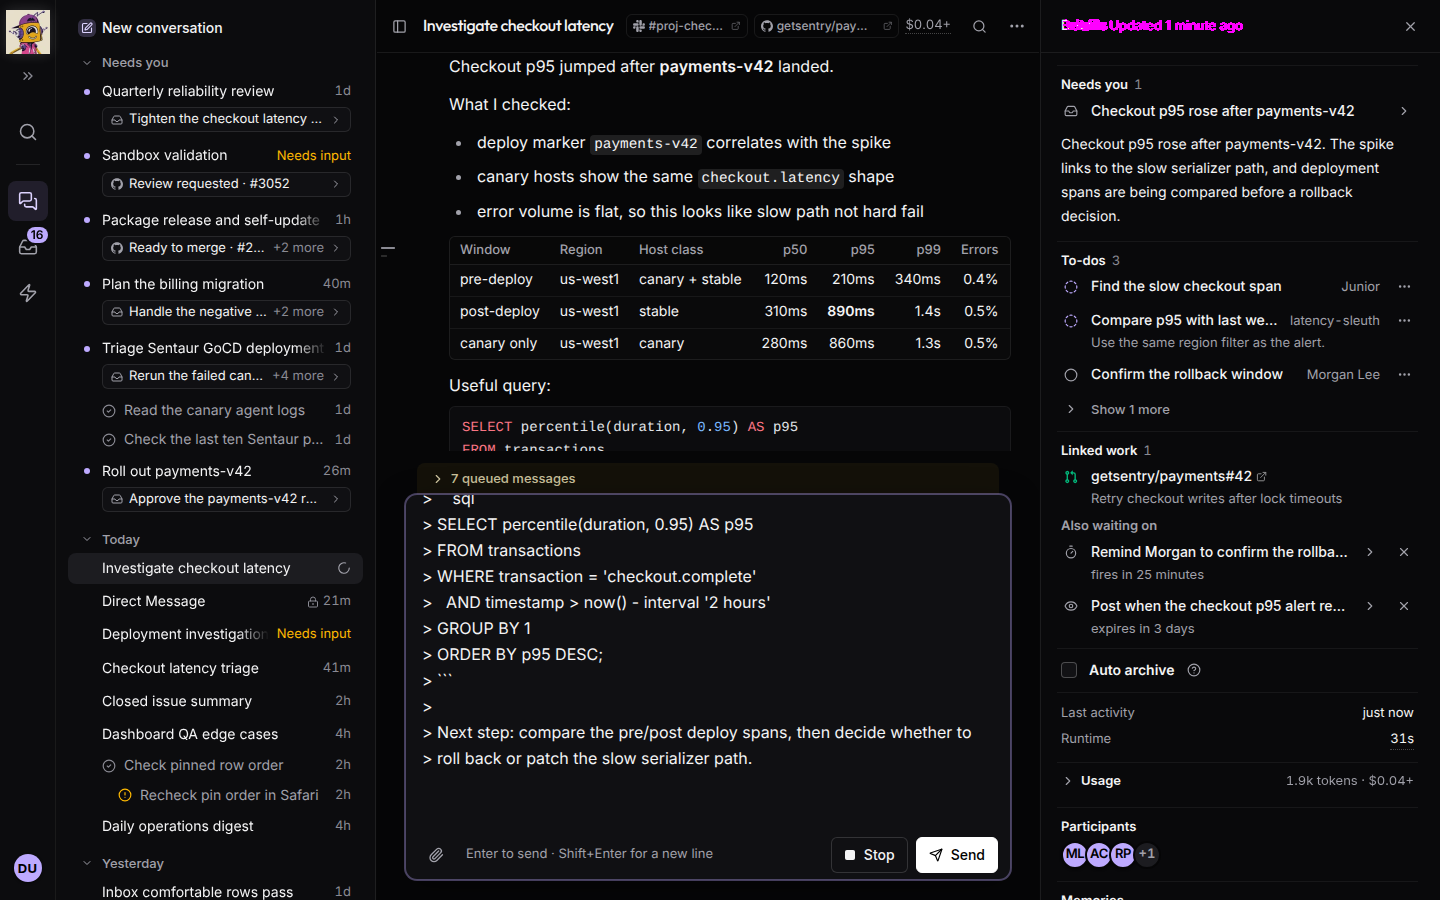 New conversation
Needs you
Quarterly reliability review 1d
Tighten the checkout latency ...
Sandbox validation Needs input
Review requested · #3052
Package release and self-update 1h
Ready to merge · #2... +2 more
Plan the billing migration 40m
Handle the negative ... +2 more
Triage Sentaur GoCD deployment 1d
Rerun the failed can... +4 more
Read the canary agent logs 1d
Check the last ten Sentaur p... 1d
Roll out payments-v42 26m
Approve the payments-v42 r...
Today
Investigate checkout latency
Direct Message 21m
Deployment investigation Needs input
Checkout latency triage 41m
Closed issue summary 2h
Dashboard QA edge cases 4h
Check pinned row order 2h
Recheck pin order in Safari 2h
Daily operations digest 4h
Yesterday
Inbox comfortable rows pass 1d
16
DU
Investigate checkout latency #proj-chec... getsentry/pay... $0.04+
Checkout p95 jumped after payments-v42 landed.
What I checked:
• deploy marker payments-v42 correlates with the spike
• canary hosts show the same checkout.latency shape
• error volume is flat, so this looks like slow path not hard fail
Window Region Host class p50 p95 p99 Errors
pre-deploy us-west1 canary + stable 120ms 210ms 340ms 0.4%
post-deploy us-west1 stable 310ms 890ms 1.4s 0.5%
canary only us-west1 canary 280ms 860ms 1.3s 0.5%
Useful query:
SELECT percentile(duration, 0.95) AS p95
FROM transactions
7 queued messages
> sql
> SELECT percentile(duration, 0.95) AS p95
> FROM transactions
> WHERE transaction = 'checkout.complete'
> AND timestamp > now() - interval '2 hours'
> GROUP BY 1
> ORDER BY p95 DESC;
> ```
>
> Next step: compare the pre/post deploy spans, then decide whether to
> roll back or patch the slow serializer path.
Enter to send · Shift+Enter for a new line
Stop
Send
Updated 1 minute ago
Needs you 1
Checkout p95 rose after payments-v42
Checkout p95 rose after payments-v42. The spike
links to the slow serializer path, and deployment
spans are being compared before a rollback
decision.
To-dos 3
Find the slow checkout span Junior
Compare p95 with last we... latency-sleuth
Use the same region filter as the alert.
Confirm the rollback window Morgan Lee
Show 1 more
Linked work 1
getsentry/payments#42
Retry checkout writes after lock timeouts
Also waiting on
Remind Morgan to confirm the rollba...
fires in 25 minutes
Post when the checkout p95 alert re...
expires in 3 days
Auto archive
Last activity just now
Runtime 31s
Usage 1.9k tokens · $0.04+
Participants
ML AC RP +1
Memories